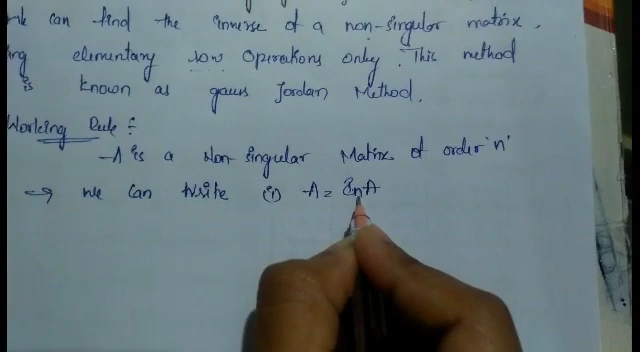 can find the inverse of a non-singular matrix.
ing elementary row operations only. This method
is known as gauss Jordan Method.
Working Rule :
A is a Non-singular Matrix of order 'n'
→ we can write (i) A = InA